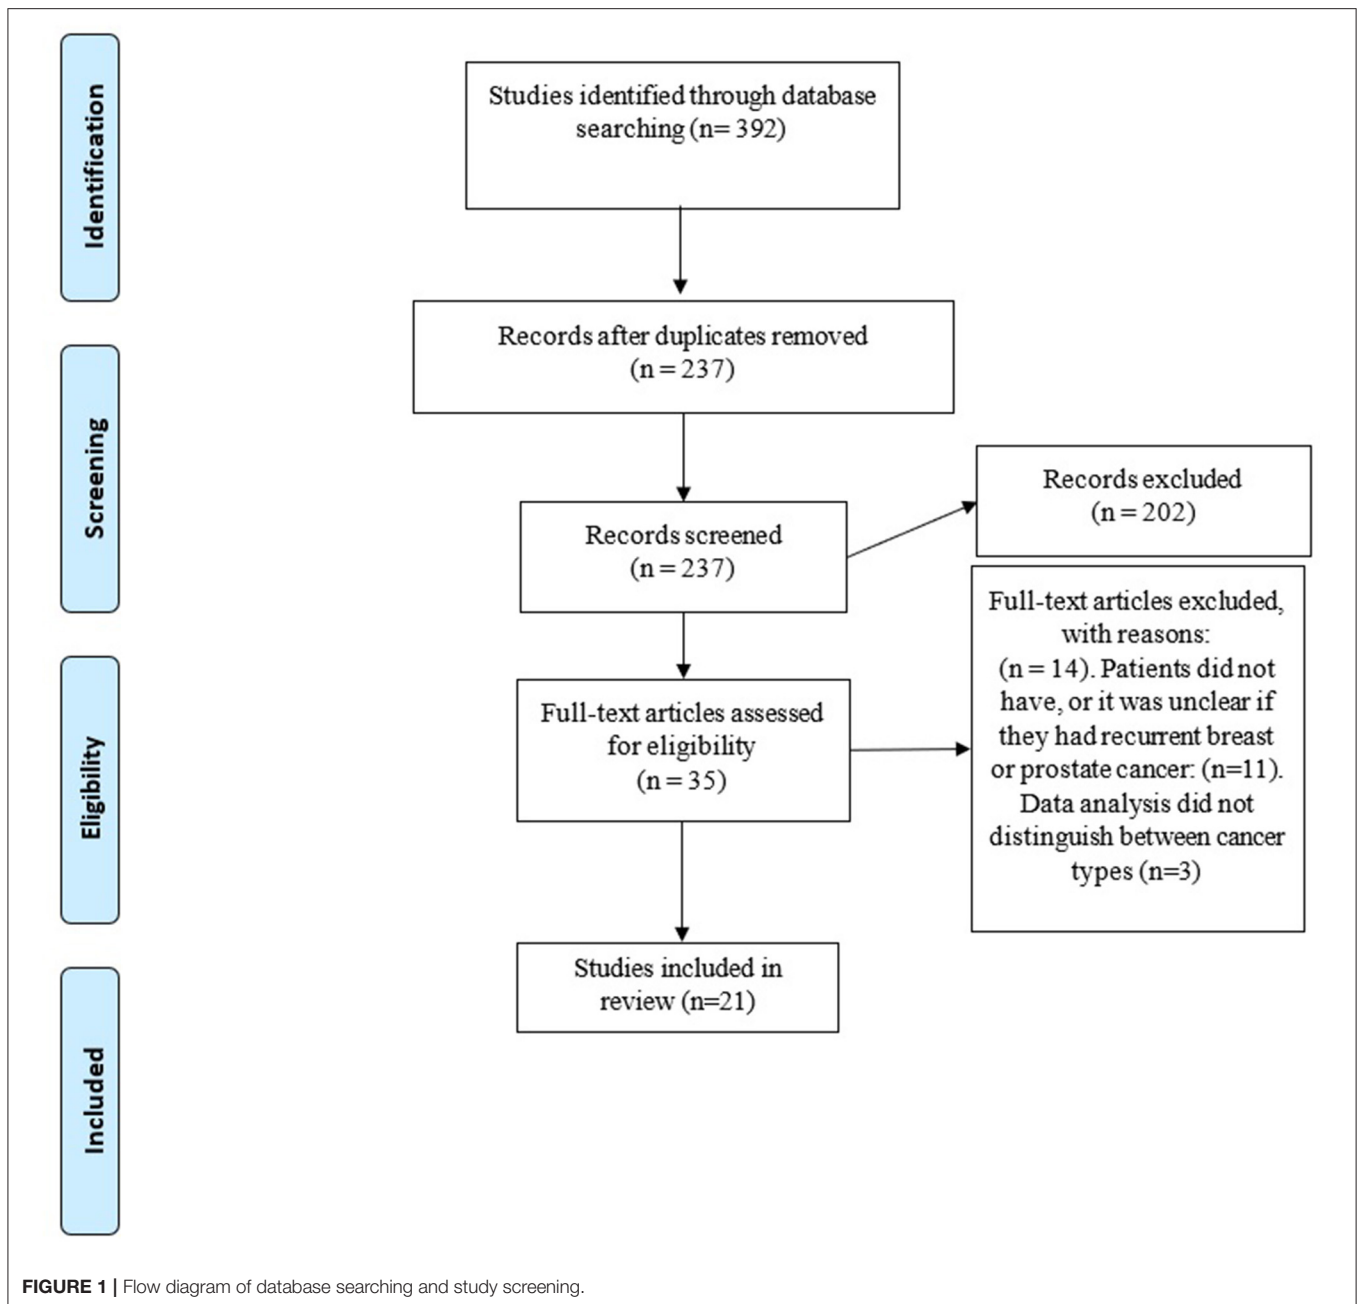 Identification
Studies identified through database
searching (n= 392)
Records after duplicates removed
(n = 237)
Screening
Records screened
(n = 237)
Records excluded
(n = 202)
Eligibility
Full-text articles assessed
for eligibility
(n = 35)
Full-text articles excluded,
with reasons:
(n = 14). Patients did not
have, or it was unclear if
they had recurrent breast
or prostate cancer: (n=11).
Data analysis did not
distinguish between cancer
types (n=3)
Included
Studies included in
review (n=21)
FIGURE 1 | Flow diagram of database searching and study screening.